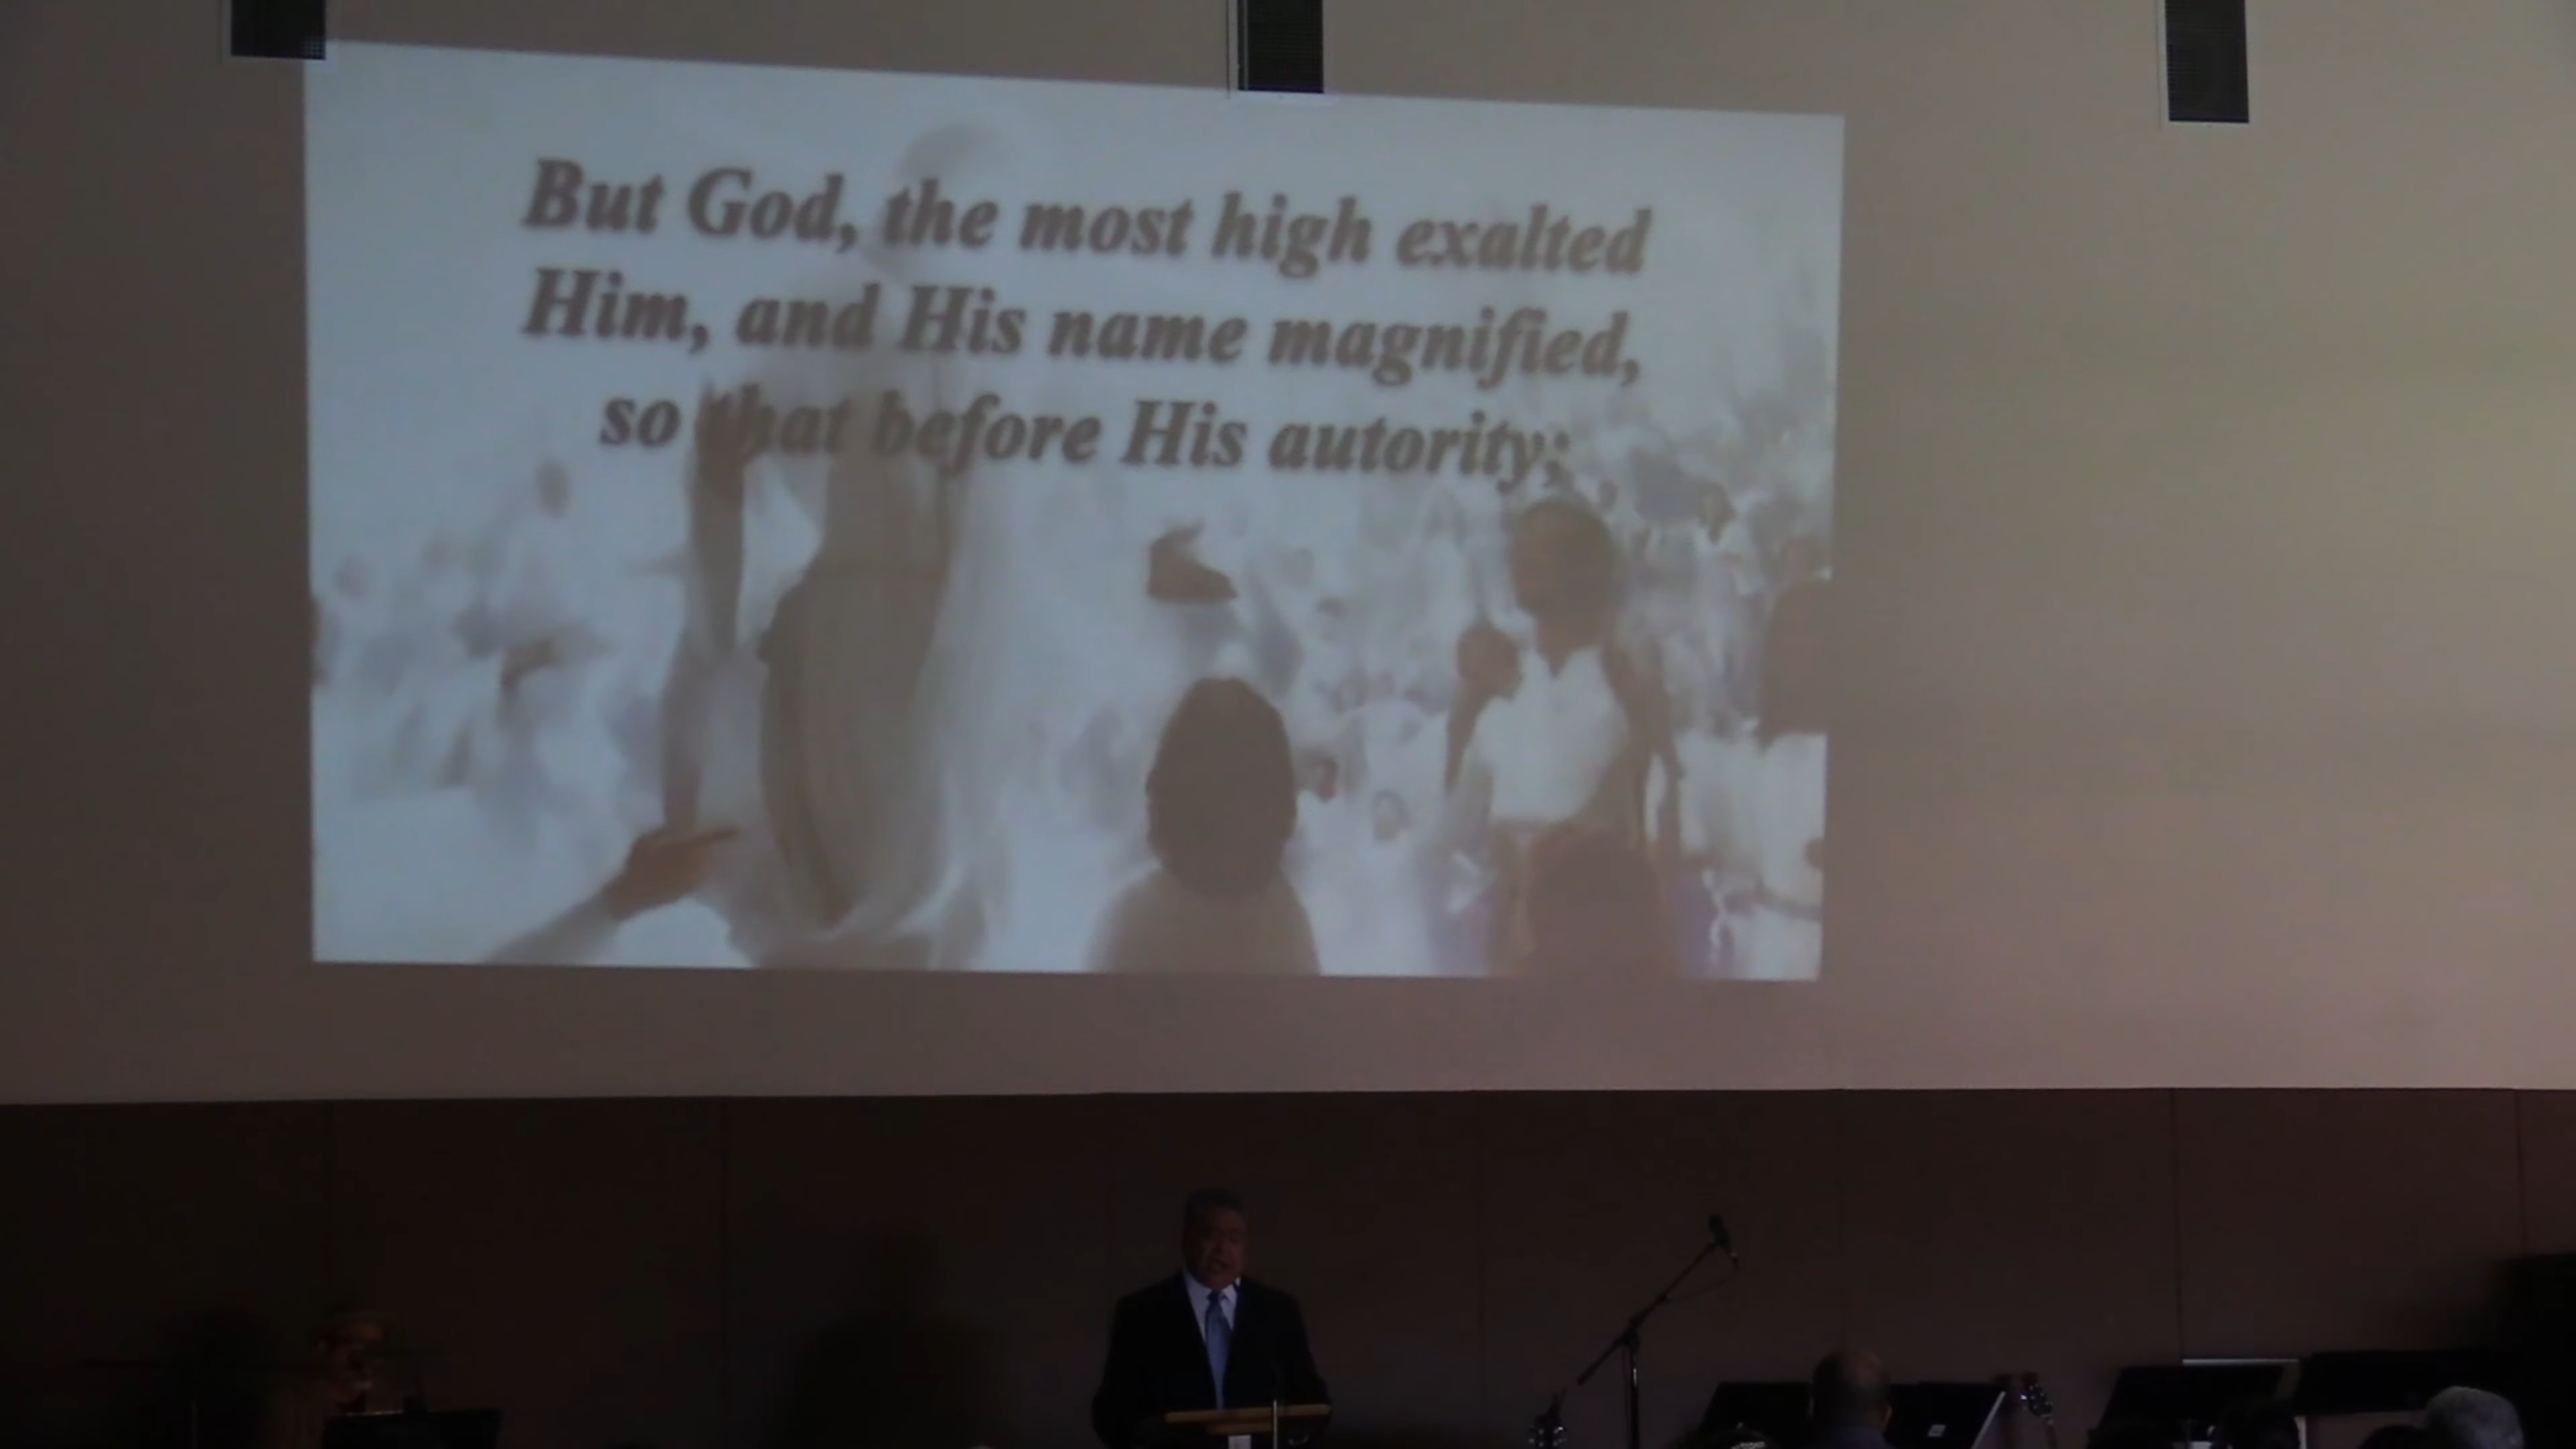 But God, the most high exalted
Him, and His name magnified,
so that before His autority;